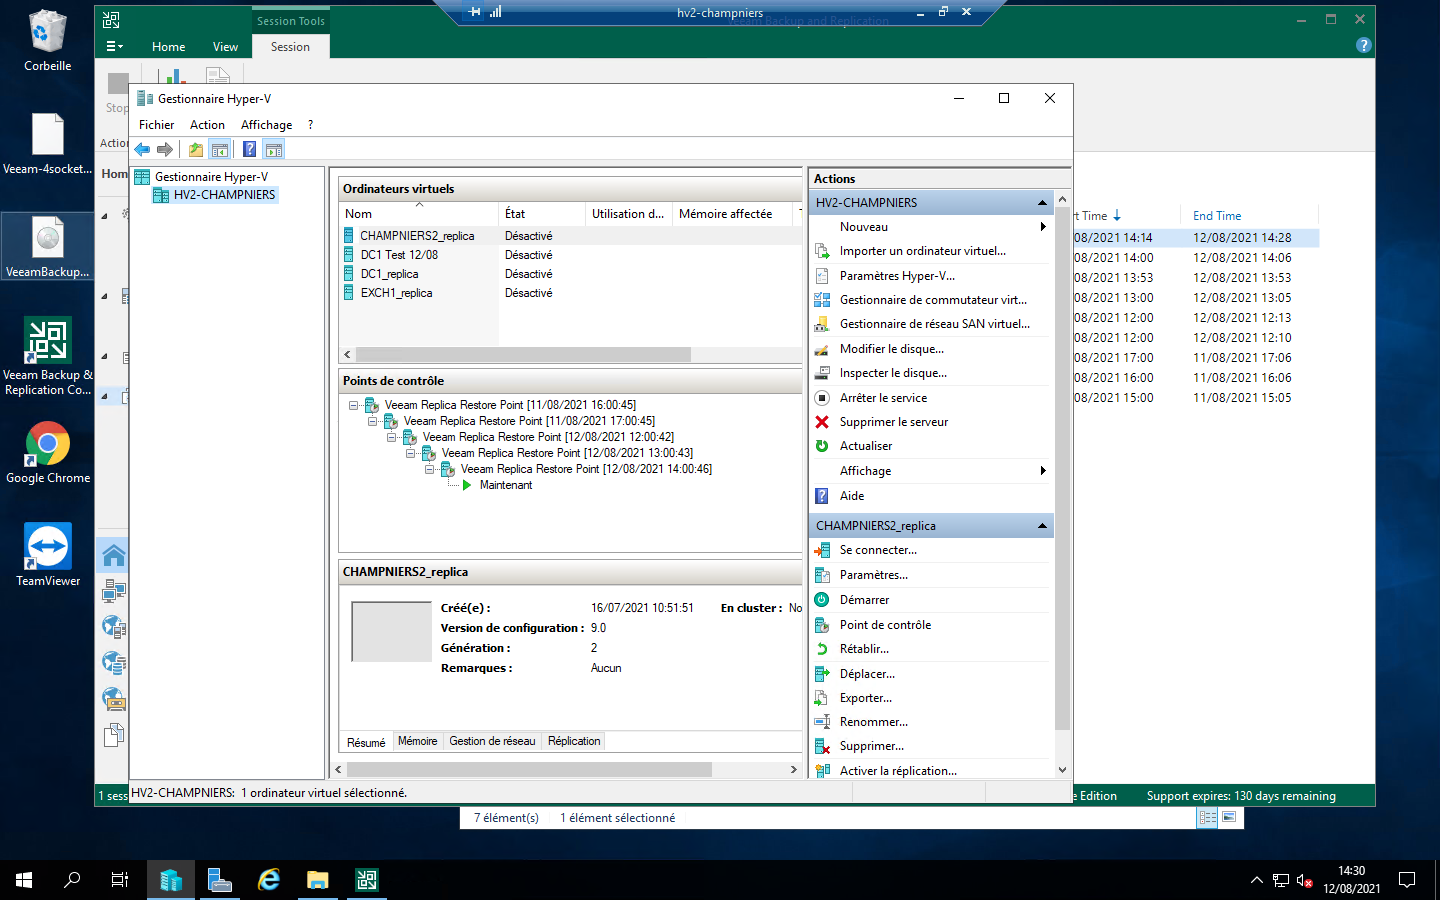 hv2-champniers
Session Tools
Veeam Backup and Replication
Home
View
Session
Corbeille
Stop
Action
Hom
Veeam-4socket...
VeeamBackup...
Veeam Backup &
Replication Co...
Google Chrome
TeamViewer
Gestionnaire Hyper-V
Fichier
Action
Affichage
?
Gestionnaire Hyper-V
HV2-CHAMPNIERS
Ordinateurs virtuels
Nom
État
Utilisation d...
Mémoire affectée
CHAMPNIERS2_replica
Désactivé
DC1 Test 12/08
Désactivé
DC1_replica
Désactivé
EXCH1_replica
Désactivé
Points de contrôle
Veeam Replica Restore Point [11/08/2021 16:00:45]
Veeam Replica Restore Point [11/08/2021 17:00:45]
Veeam Replica Restore Point [12/08/2021 12:00:42]
Veeam Replica Restore Point [12/08/2021 13:00:43]
Veeam Replica Restore Point [12/08/2021 14:00:46]
Maintenant
CHAMPNIERS2_replica
Créé(e) :
16/07/2021 10:51:51
En cluster :
No
Version de configuration :
9.0
Génération :
2
Remarques :
Aucun
Résumé
Mémoire
Gestion de réseau
Réplication
HV2-CHAMPNIERS: 1 ordinateur virtuel sélectionné.
Actions
HV2-CHAMPNIERS
Nouveau
Importer un ordinateur virtuel...
Paramètres Hyper-V...
Gestionnaire de commutateur virt...
Gestionnaire de réseau SAN virtuel...
Modifier le disque...
Inspecter le disque...
Arrêter le service
Supprimer le serveur
Actualiser
Affichage
Aide
CHAMPNIERS2_replica
Se connecter...
Paramètres...
Démarrer
Point de contrôle
Rétablir...
Déplacer...
Exporter...
Renommer...
Supprimer...
Activer la réplication...
t Time
End Time
08/2021 14:14
12/08/2021 14:28
08/2021 14:00
12/08/2021 14:06
08/2021 13:53
12/08/2021 13:53
08/2021 13:00
12/08/2021 13:05
08/2021 12:00
12/08/2021 12:13
08/2021 12:00
12/08/2021 12:10
08/2021 17:00
11/08/2021 17:06
08/2021 16:00
11/08/2021 16:06
08/2021 15:00
11/08/2021 15:05
1 sess
e Edition
Support expires: 130 days remaining
7 élément(s)
1 élément sélectionné
14:30
12/08/2021